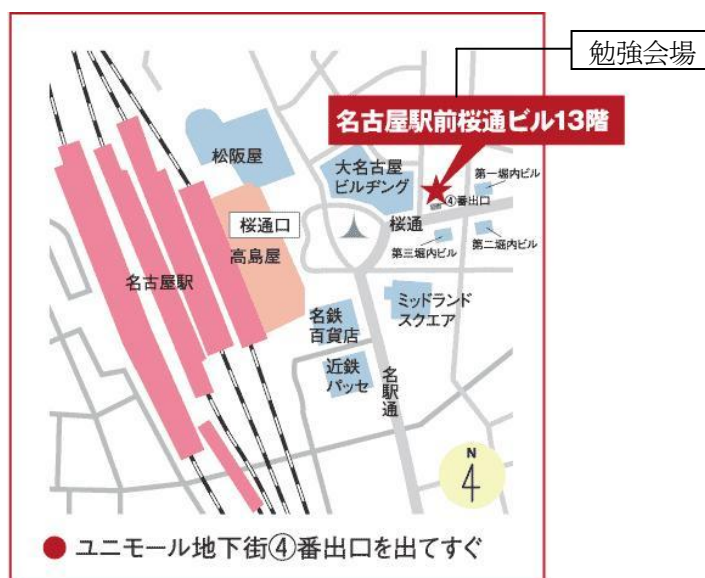 勉強会場
名古屋駅前桜通ビル13階
松阪屋
大名古屋
ビルヂング
第一堀内ビル
④番出口
桜通口
桜通
高島屋
第三堀内ビル
第二堀内ビル
名古屋駅
ミッドランド
スクエア
名鉄
百貨店
近鉄
パッセ
名駅通
N
ユニモール地下街④番出口を出てすぐ